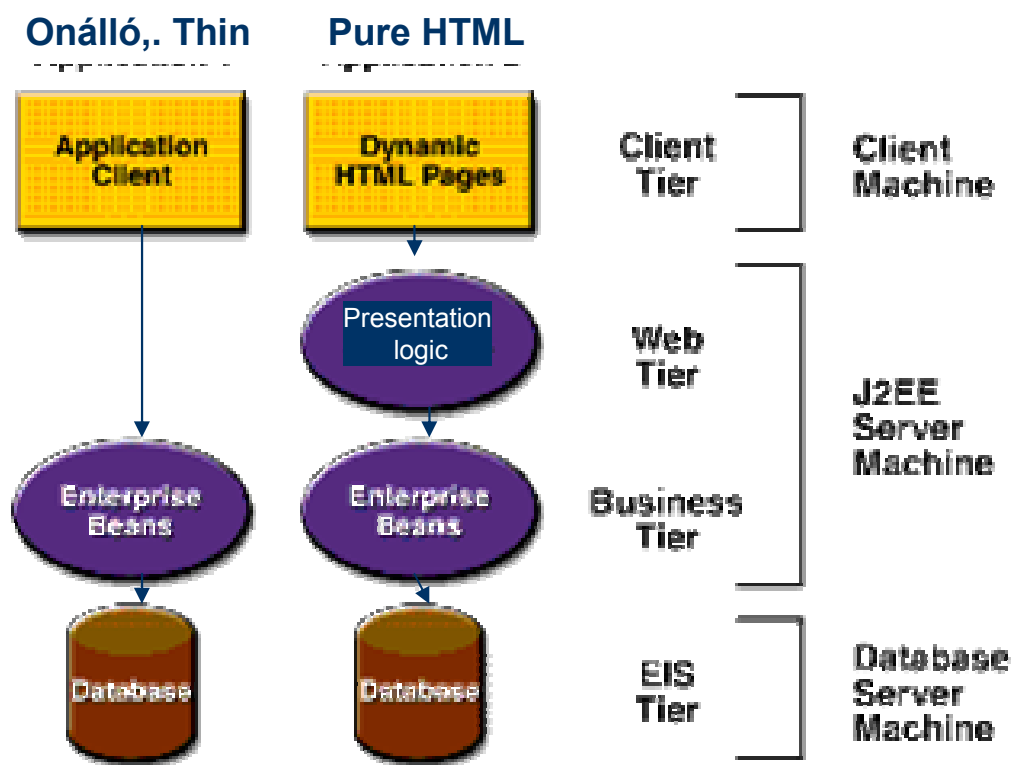 Onálló,. Thin
Pure HTML
Application
Client
Dynamic
HTML Pages
Client
Tier
Client
Machine
Presentation
logic
Web
Tier
J2EE
Server
Machine
Enterprise
Beans
Enterprise
Beans
Business
Tier
Database
Database
EIS
Tier
Database
Server
Machine